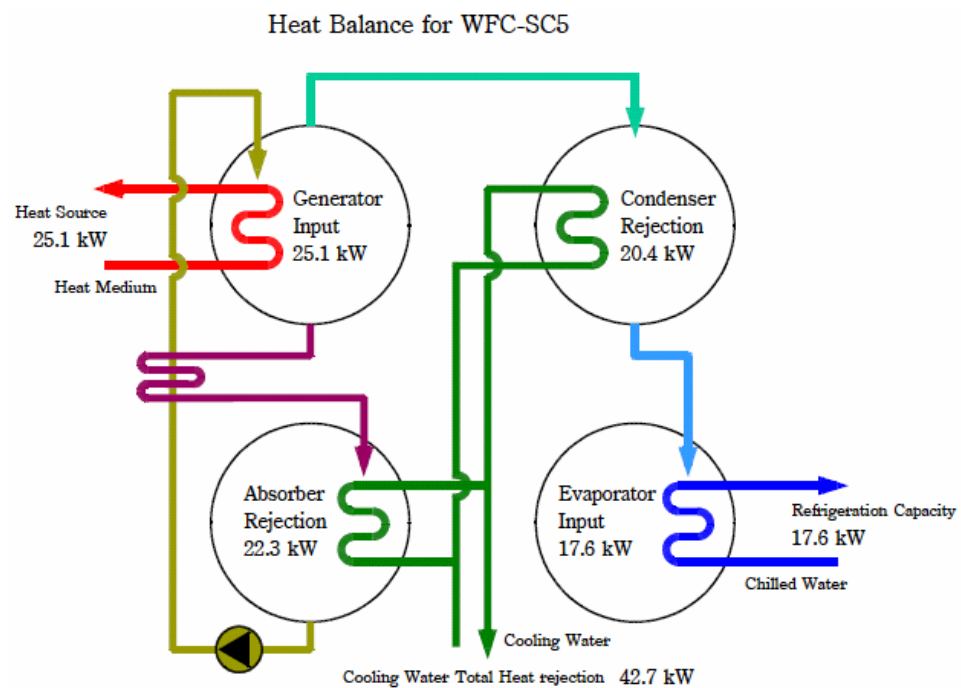 Heat Balance for WFC-SC5
Generator
Input
25.1 kW
Condenser
Rejection
20.4 kW
Heat Source
25.1 kW
Heat Medium
Absorber
Rejection
22.3 kW
Evaporator
Input
17.6 kW
Refrigeration Capacity
17.6 kW
Chilled Water
Cooling Water
Cooling Water Total Heat rejection 42.7 kW